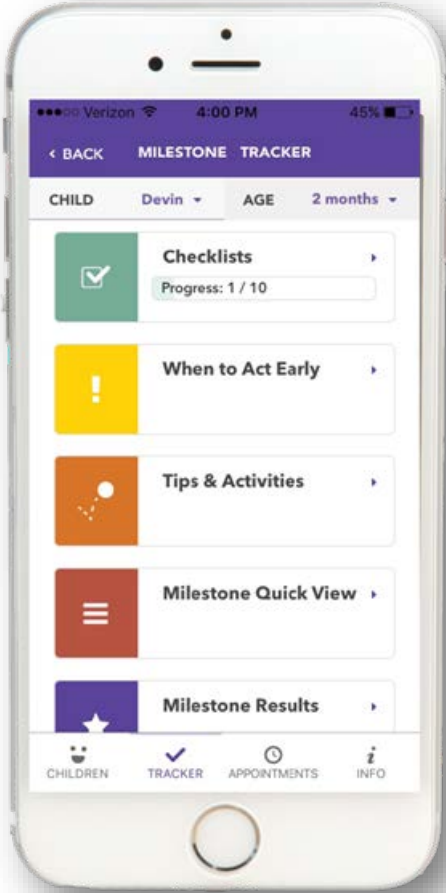 Verizon 4:00 PM 45%
< BACK MILESTONE TRACKER
CHILD Devin AGE 2 months
Checklists
Progress: 1 / 10
!
When to Act Early
Tips & Activities
Milestone Quick View
Milestone Results
CHILDREN TRACKER APPOINTMENTS INFO